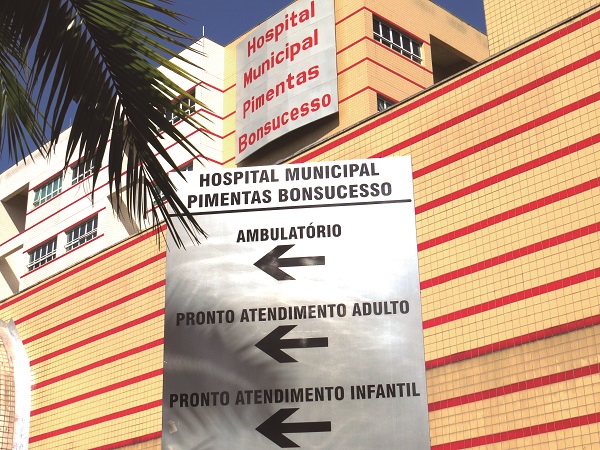 Hospital
Municipal
Pimentas
Bonsucesso
HOSPITAL MUNICIPAL
PIMENTAS BONSUCESSO
AMBULATÓRIO
PRONTO ATENDIMENTO ADULTO
PRONTO ATENDIMENTO INFANTIL